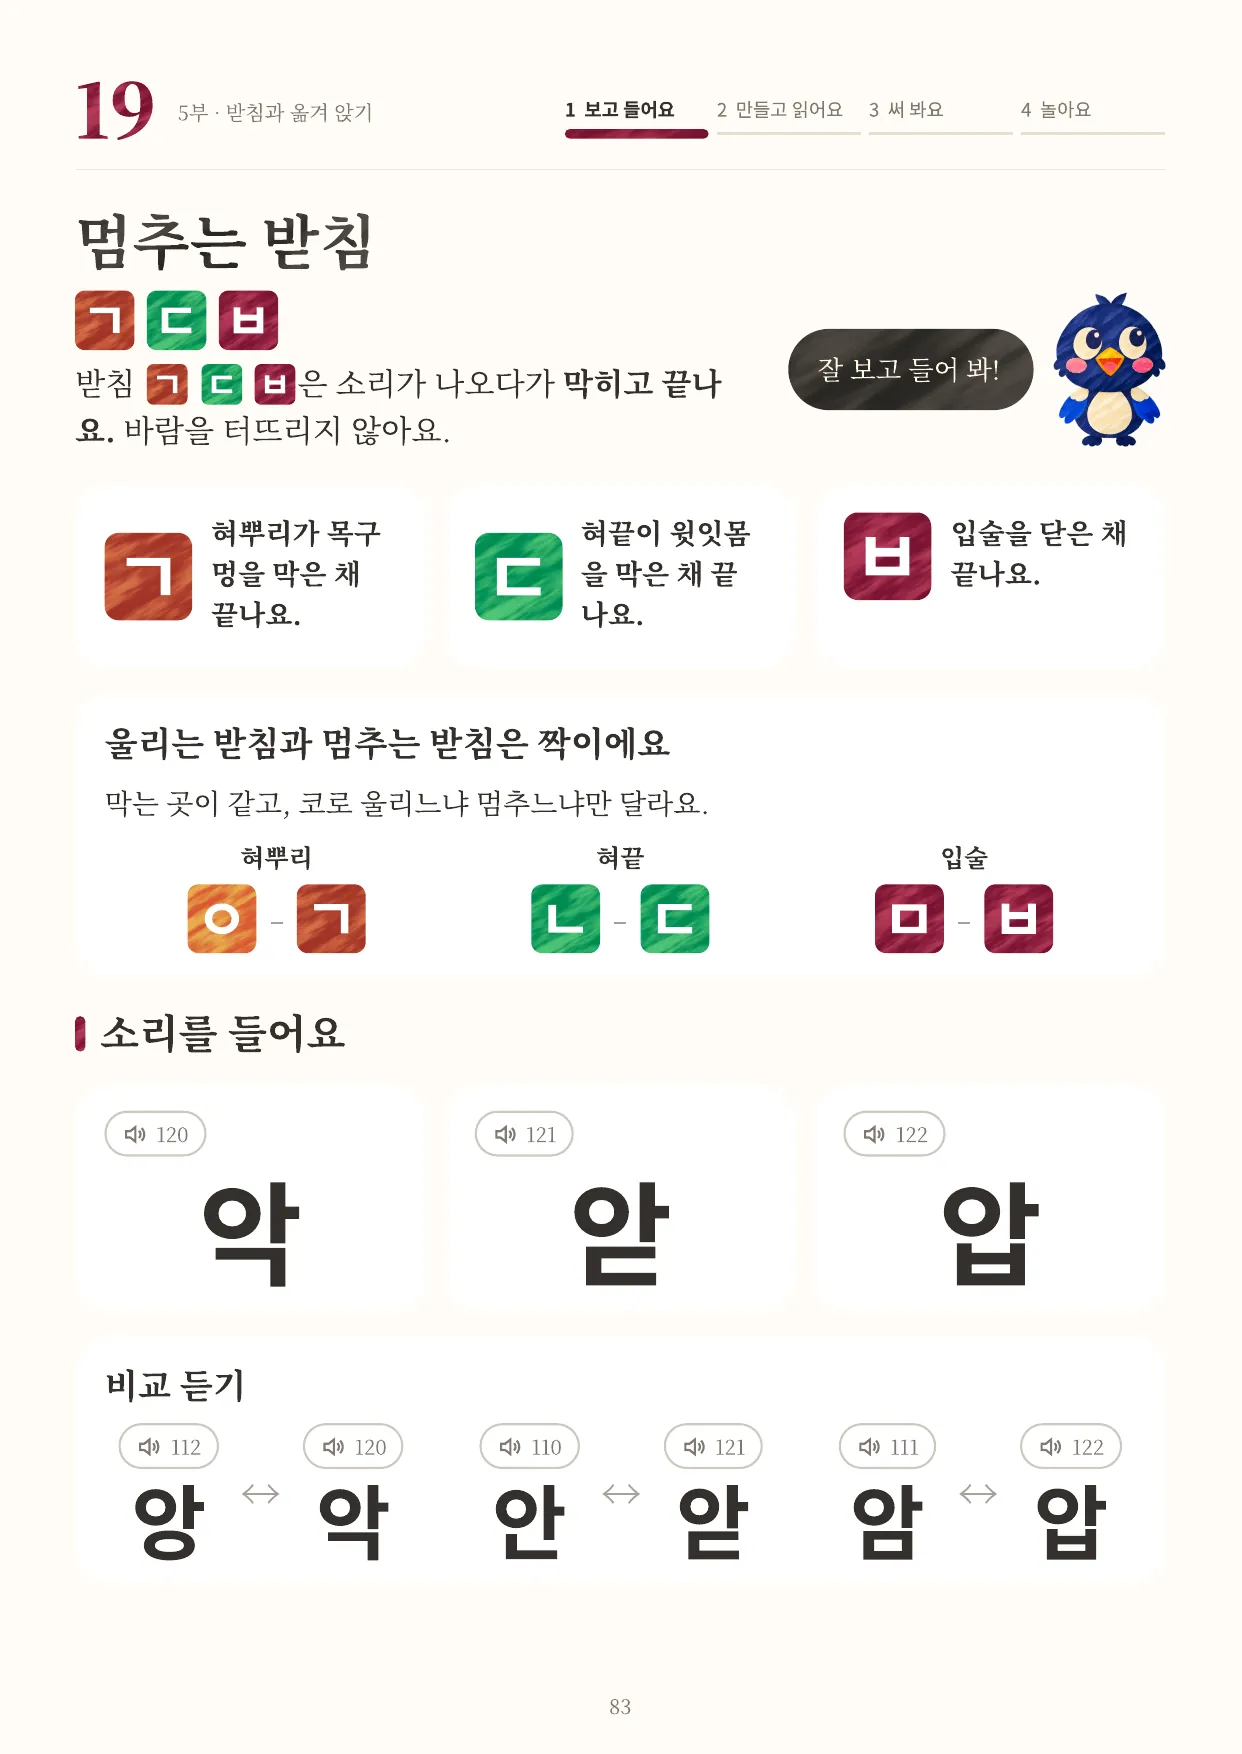 19
5부 · 받침과 옮겨 앉기
1 보고 들어요
2 만들고 읽어요
3 써 봐요
4 놀아요
멈추는 받침
ㄱ ㄷ ㅂ
받침 ㄱ ㄷ ㅂ은 소리가 나오다가 막히고 끝나
요. 바람을 터뜨리지 않아요.
잘 보고 들어 봐!
ㄱ
혀뿌리가 목구
멍을 막은 채
끝나요.
ㄷ
혀끝이 윗잇몸
을 막은 채 끝
나요.
ㅂ
입술을 닫은 채
끝나요.
울리는 받침과 멈추는 받침은 짝이에요
막는 곳이 같고, 코로 울리느냐 멈추느냐만 달라요.
혀뿌리
ㅇ – ㄱ
혀끝
ㄴ – ㄷ
입술
ㅁ – ㅂ
소리를 들어요
120
악
121
앋
122
압
비교 듣기
112 120 110 121 111 122
앙 ↔ 악 안 ↔ 앋 암 ↔ 압
83